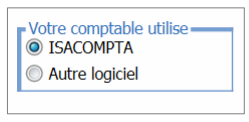 Votre comptable utilise
ISACOMPTA
Autre logiciel